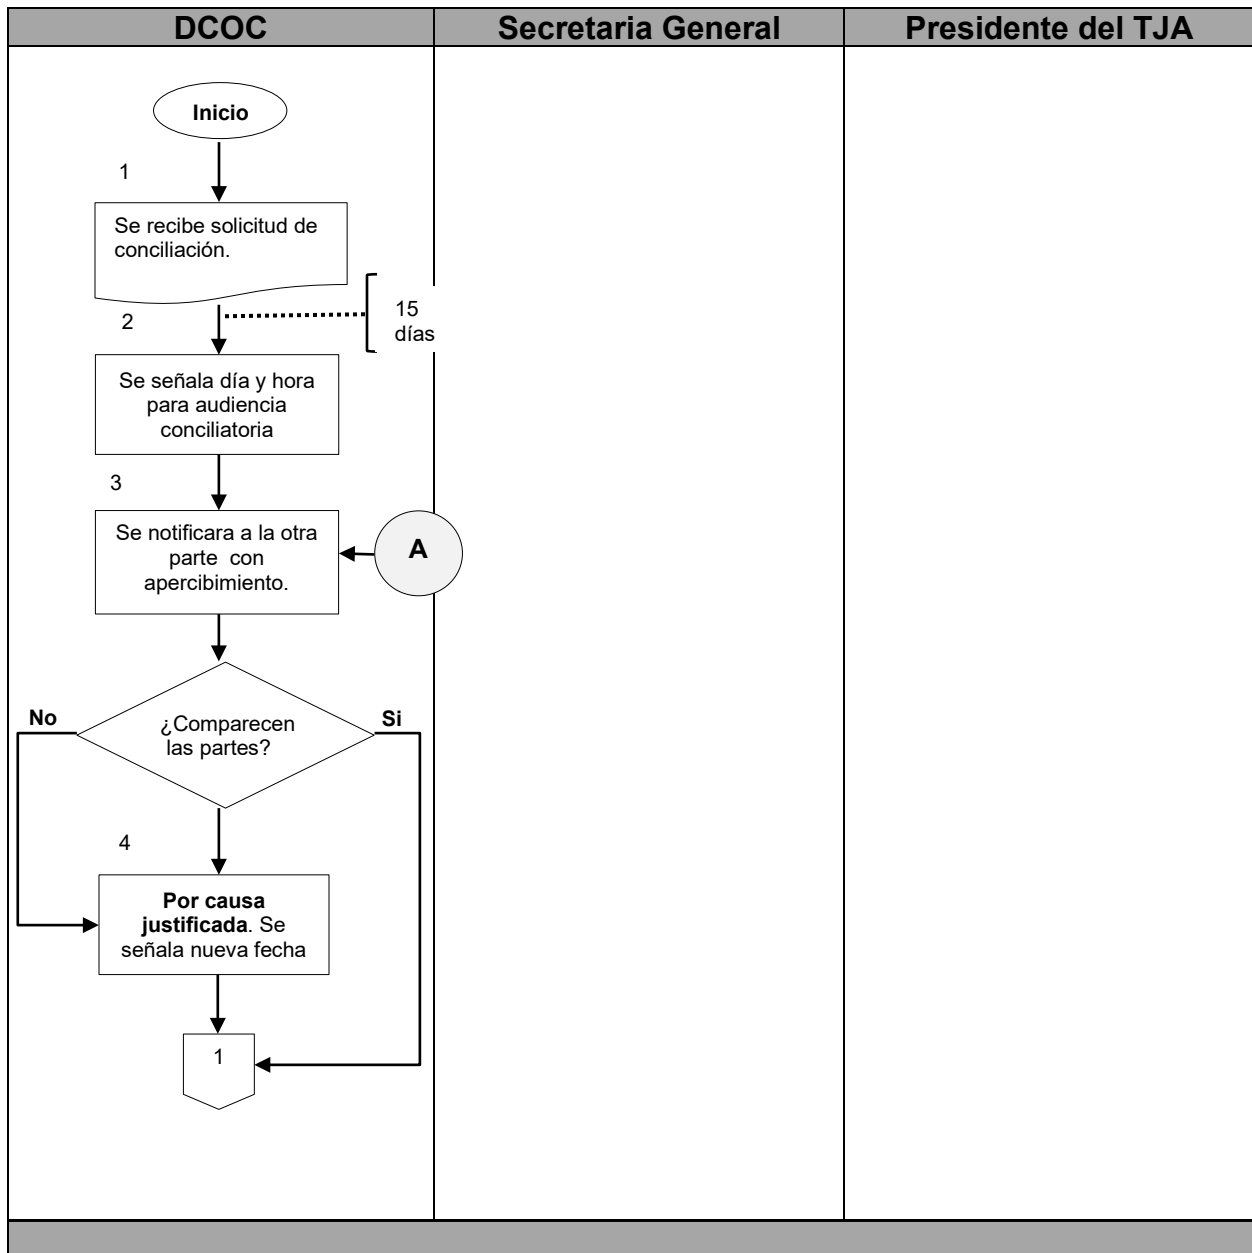 DCOC
Secretaria General
Presidente del TJA
Inicio
1
Se recibe solicitud de
conciliación.
15
días
2
Se señala día y hora
para audiencia
conciliatoria
3
Se notificara a la otra
parte con
apercibimiento.
A
No
¿Comparecen
las partes?
Si
4
Por causa
justificada. Se
señala nueva fecha
1